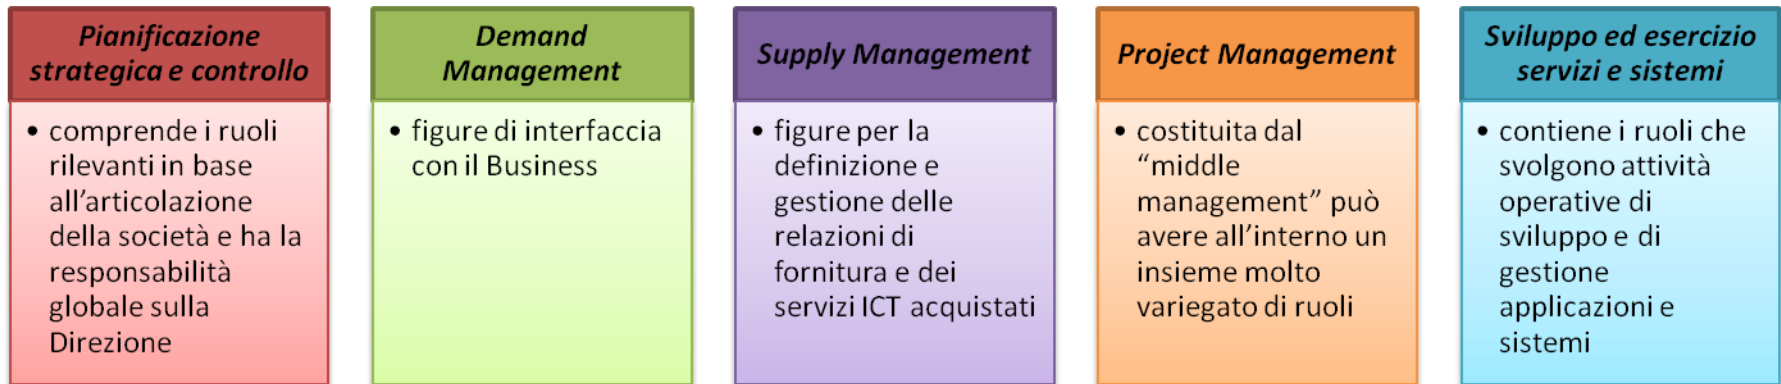 Pianificazione
strategica e controllo
• comprende i ruoli
rilevanti in base
all'articolazione
della società e ha la
responsabilità
globale sulla
Direzione
Demand
Management
• figure di interfaccia
con il Business
Supply Management
• figure per la
definizione e
gestione delle
relazioni di
fornitura e dei
servizi ICT acquistati
Project Management
• costituita dal
“middle
management” può
avere all'interno un
insieme molto
variegato di ruoli
Sviluppo ed esercizio
servizi e sistemi
• contiene i ruoli che
svolgono attività
operative di
sviluppo e di
gestione
applicazioni e
sistemi